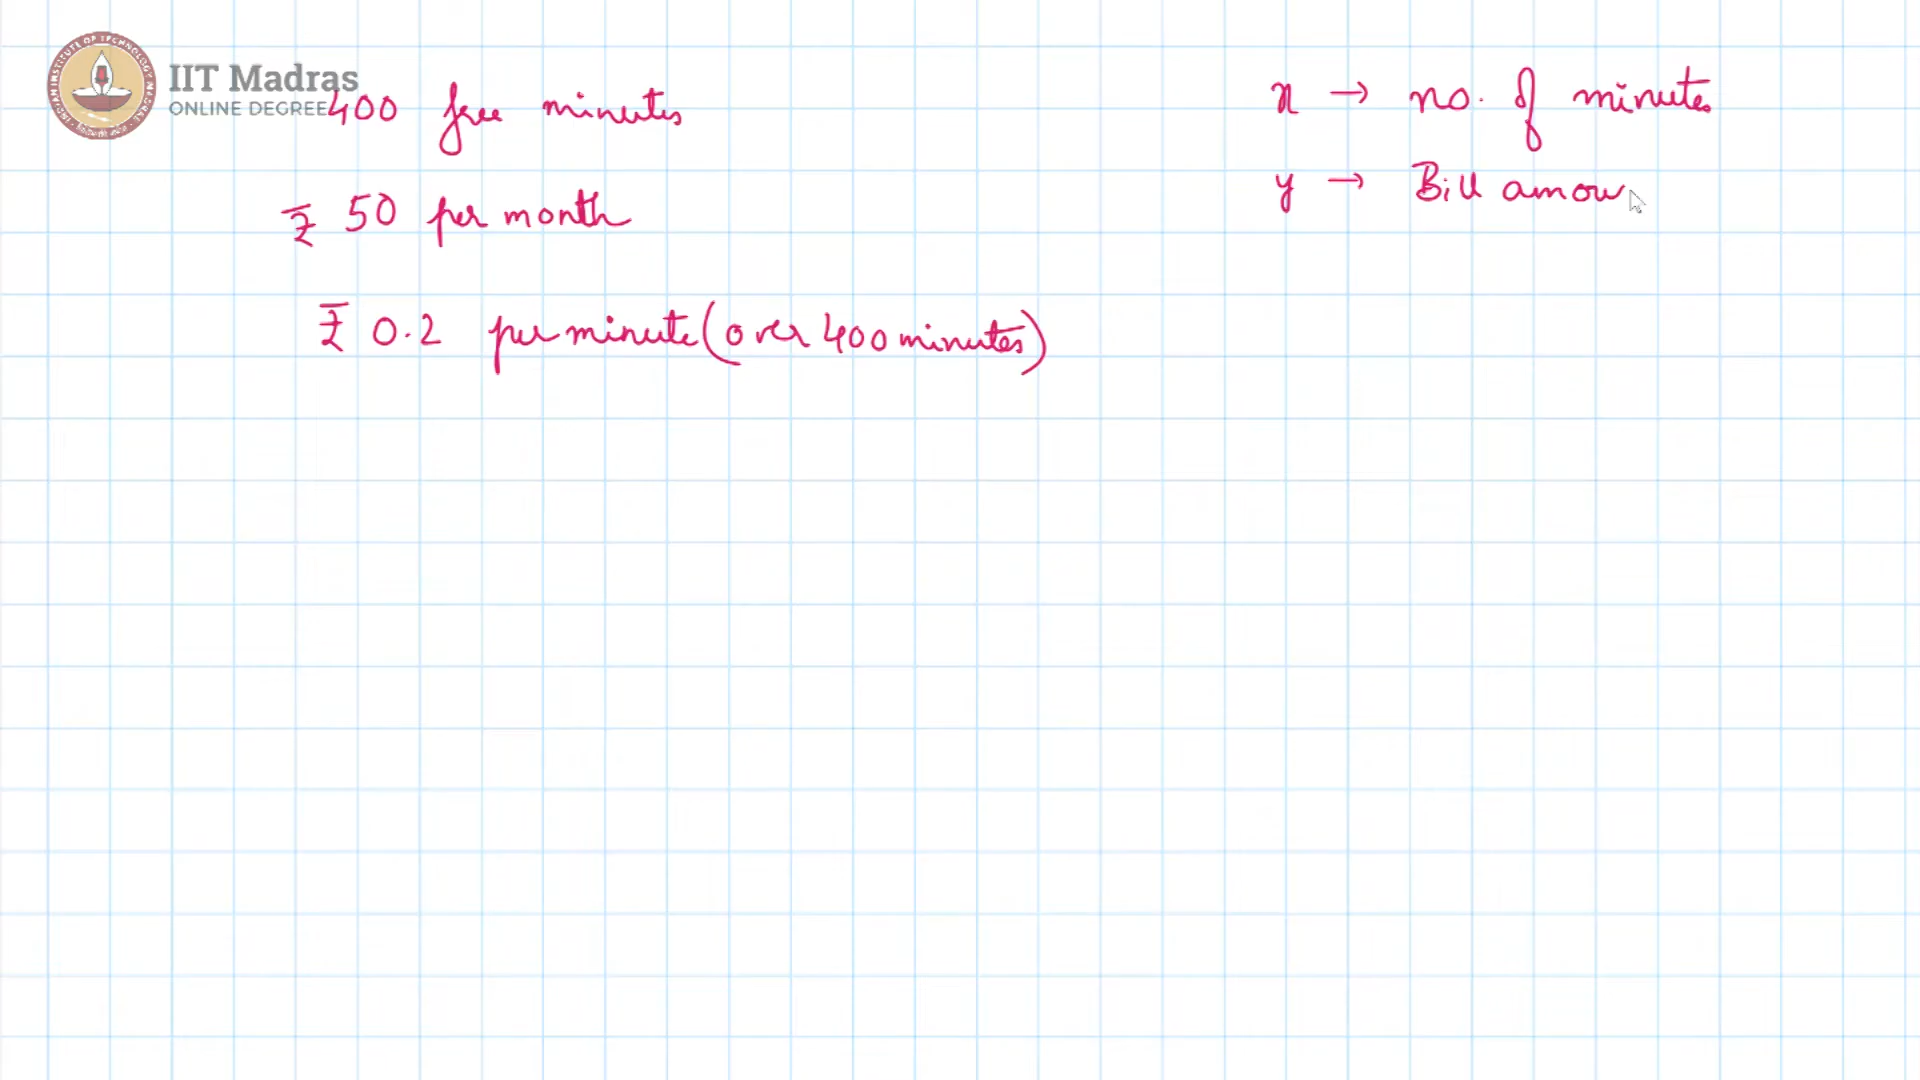 IIT Madras
ONLINE DEGREE
400 free minutes
₹ 50 per month
₹ 0.2 per minute (over 400 minutes)
x → no. of minutes
y → Bill amou